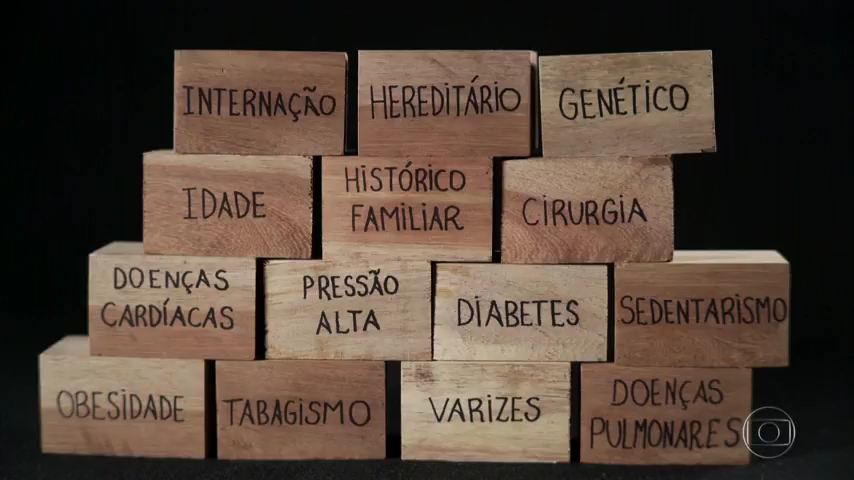 INTERNAÇÃO
HEREDITÁRIO
GENÉTICO
IDADE
HISTÓRICO
FAMILIAR
CIRURGIA
DOENÇAS
CARDÍACAS
PRESSÃO
ALTA
DIABETES
SEDENTARISMO
OBESIDADE
TABAGISMO
VARIZES
DOENÇAS
PULMONARES